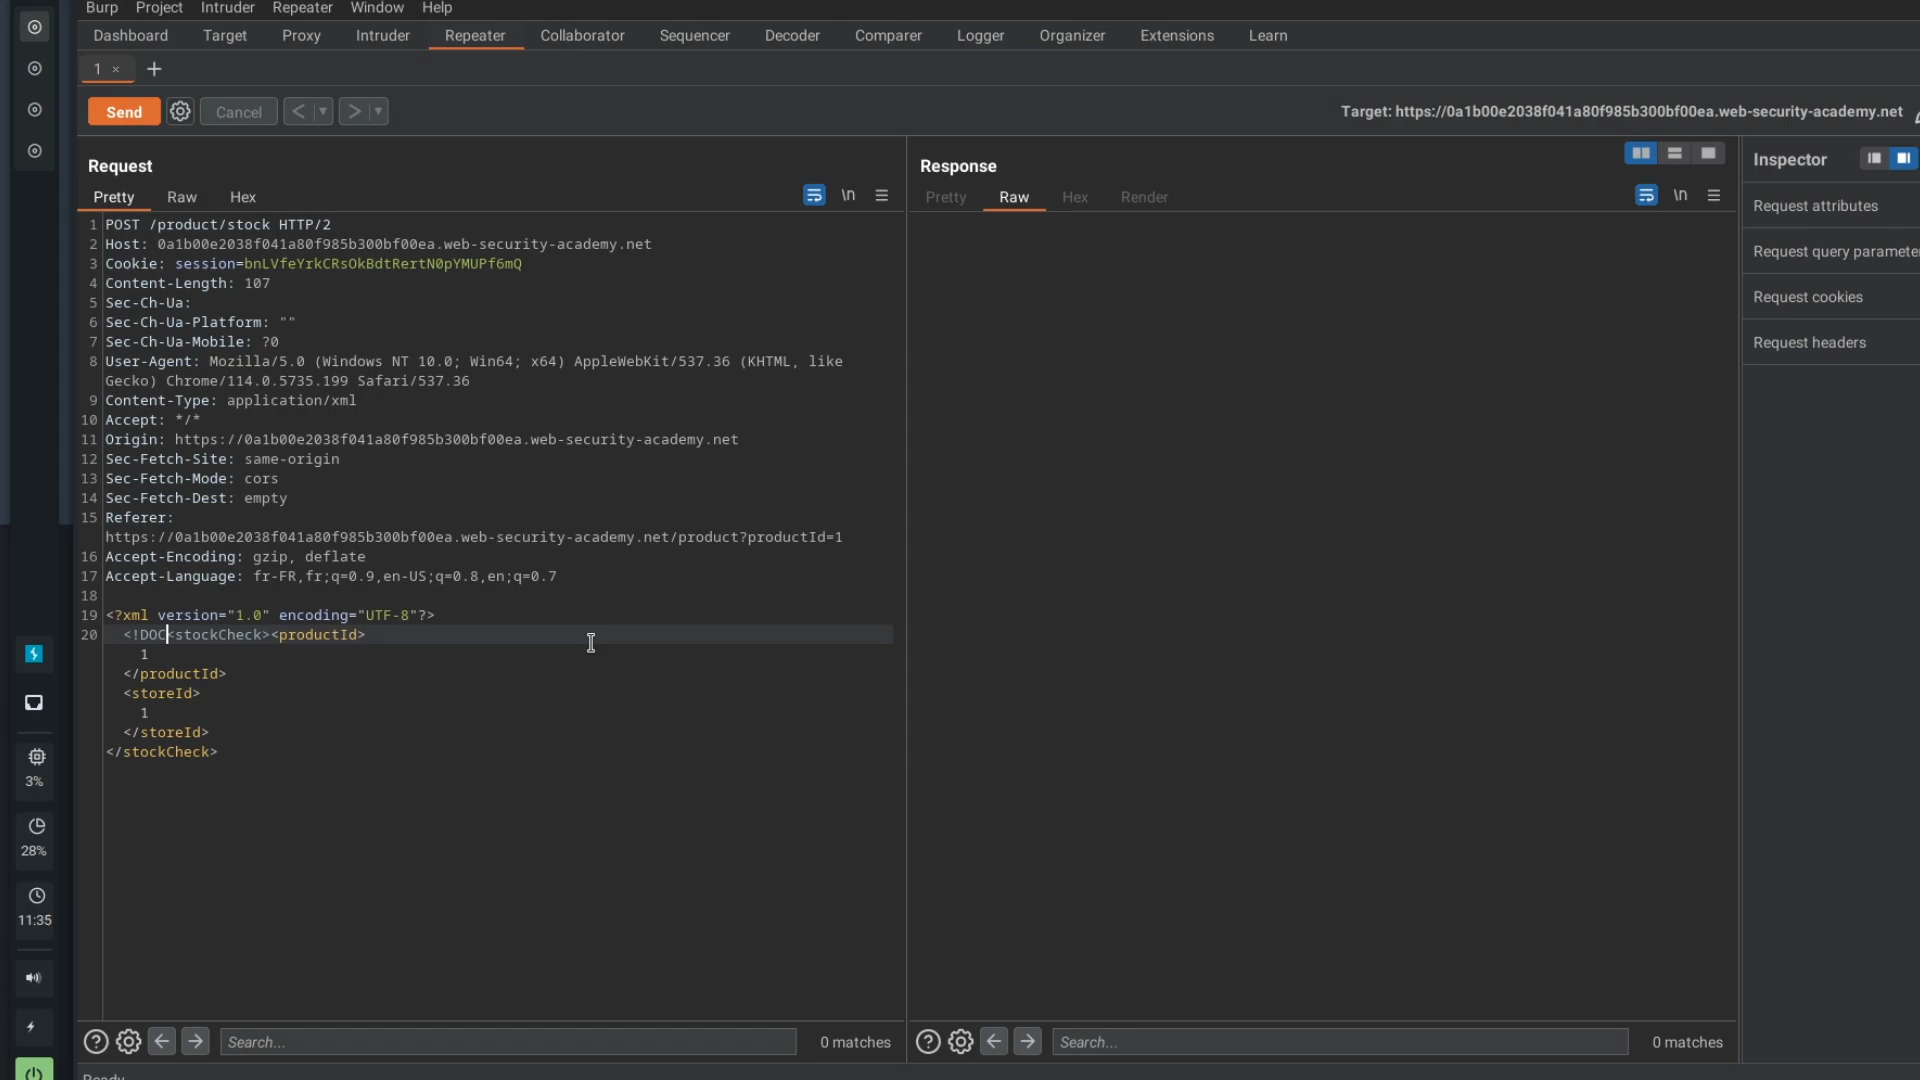 Burp Project Intruder Repeater Window Help
Dashboard Target Proxy Intruder Repeater Collaborator Sequencer Decoder Comparer Logger Organizer Extensions Learn
1 × +
Send Cancel < >
Target: https://0a1b00e2038f041a80f985b300bf00ea.web-security-academy.net
Request
Pretty Raw Hex
\n
1 POST /product/stock HTTP/2
2 Host: 0a1b00e2038f041a80f985b300bf00ea.web-security-academy.net
3 Cookie: session=bnLVfeYrkCRsOkBdtRertN0pYMUPf6mQ
4 Content-Length: 107
5 Sec-Ch-Ua:
6 Sec-Ch-Ua-Platform: ""
7 Sec-Ch-Ua-Mobile: ?0
8 User-Agent: Mozilla/5.0 (Windows NT 10.0; Win64; x64) AppleWebKit/537.36 (KHTML, like
Gecko) Chrome/114.0.5735.199 Safari/537.36
9 Content-Type: application/xml
10 Accept: */*
11 Origin: https://0a1b00e2038f041a80f985b300bf00ea.web-security-academy.net
12 Sec-Fetch-Site: same-origin
13 Sec-Fetch-Mode: cors
14 Sec-Fetch-Dest: empty
15 Referer:
https://0a1b00e2038f041a80f985b300bf00ea.web-security-academy.net/product?productId=1
16 Accept-Encoding: gzip, deflate
17 Accept-Language: fr-FR,fr;q=0.9,en-US;q=0.8,en;q=0.7
18
19 <?xml version="1.0" encoding="UTF-8"?>
20 <!DOC<stockCheck><productId>
1
</productId>
<storeId>
1
</storeId>
</stockCheck>
Search... 0 matches
Response
Pretty Raw Hex Render
\n
Search... 0 matches
Inspector
Request attributes
Request query paramete
Request cookies
Request headers
3%
28%
11:35
Ready